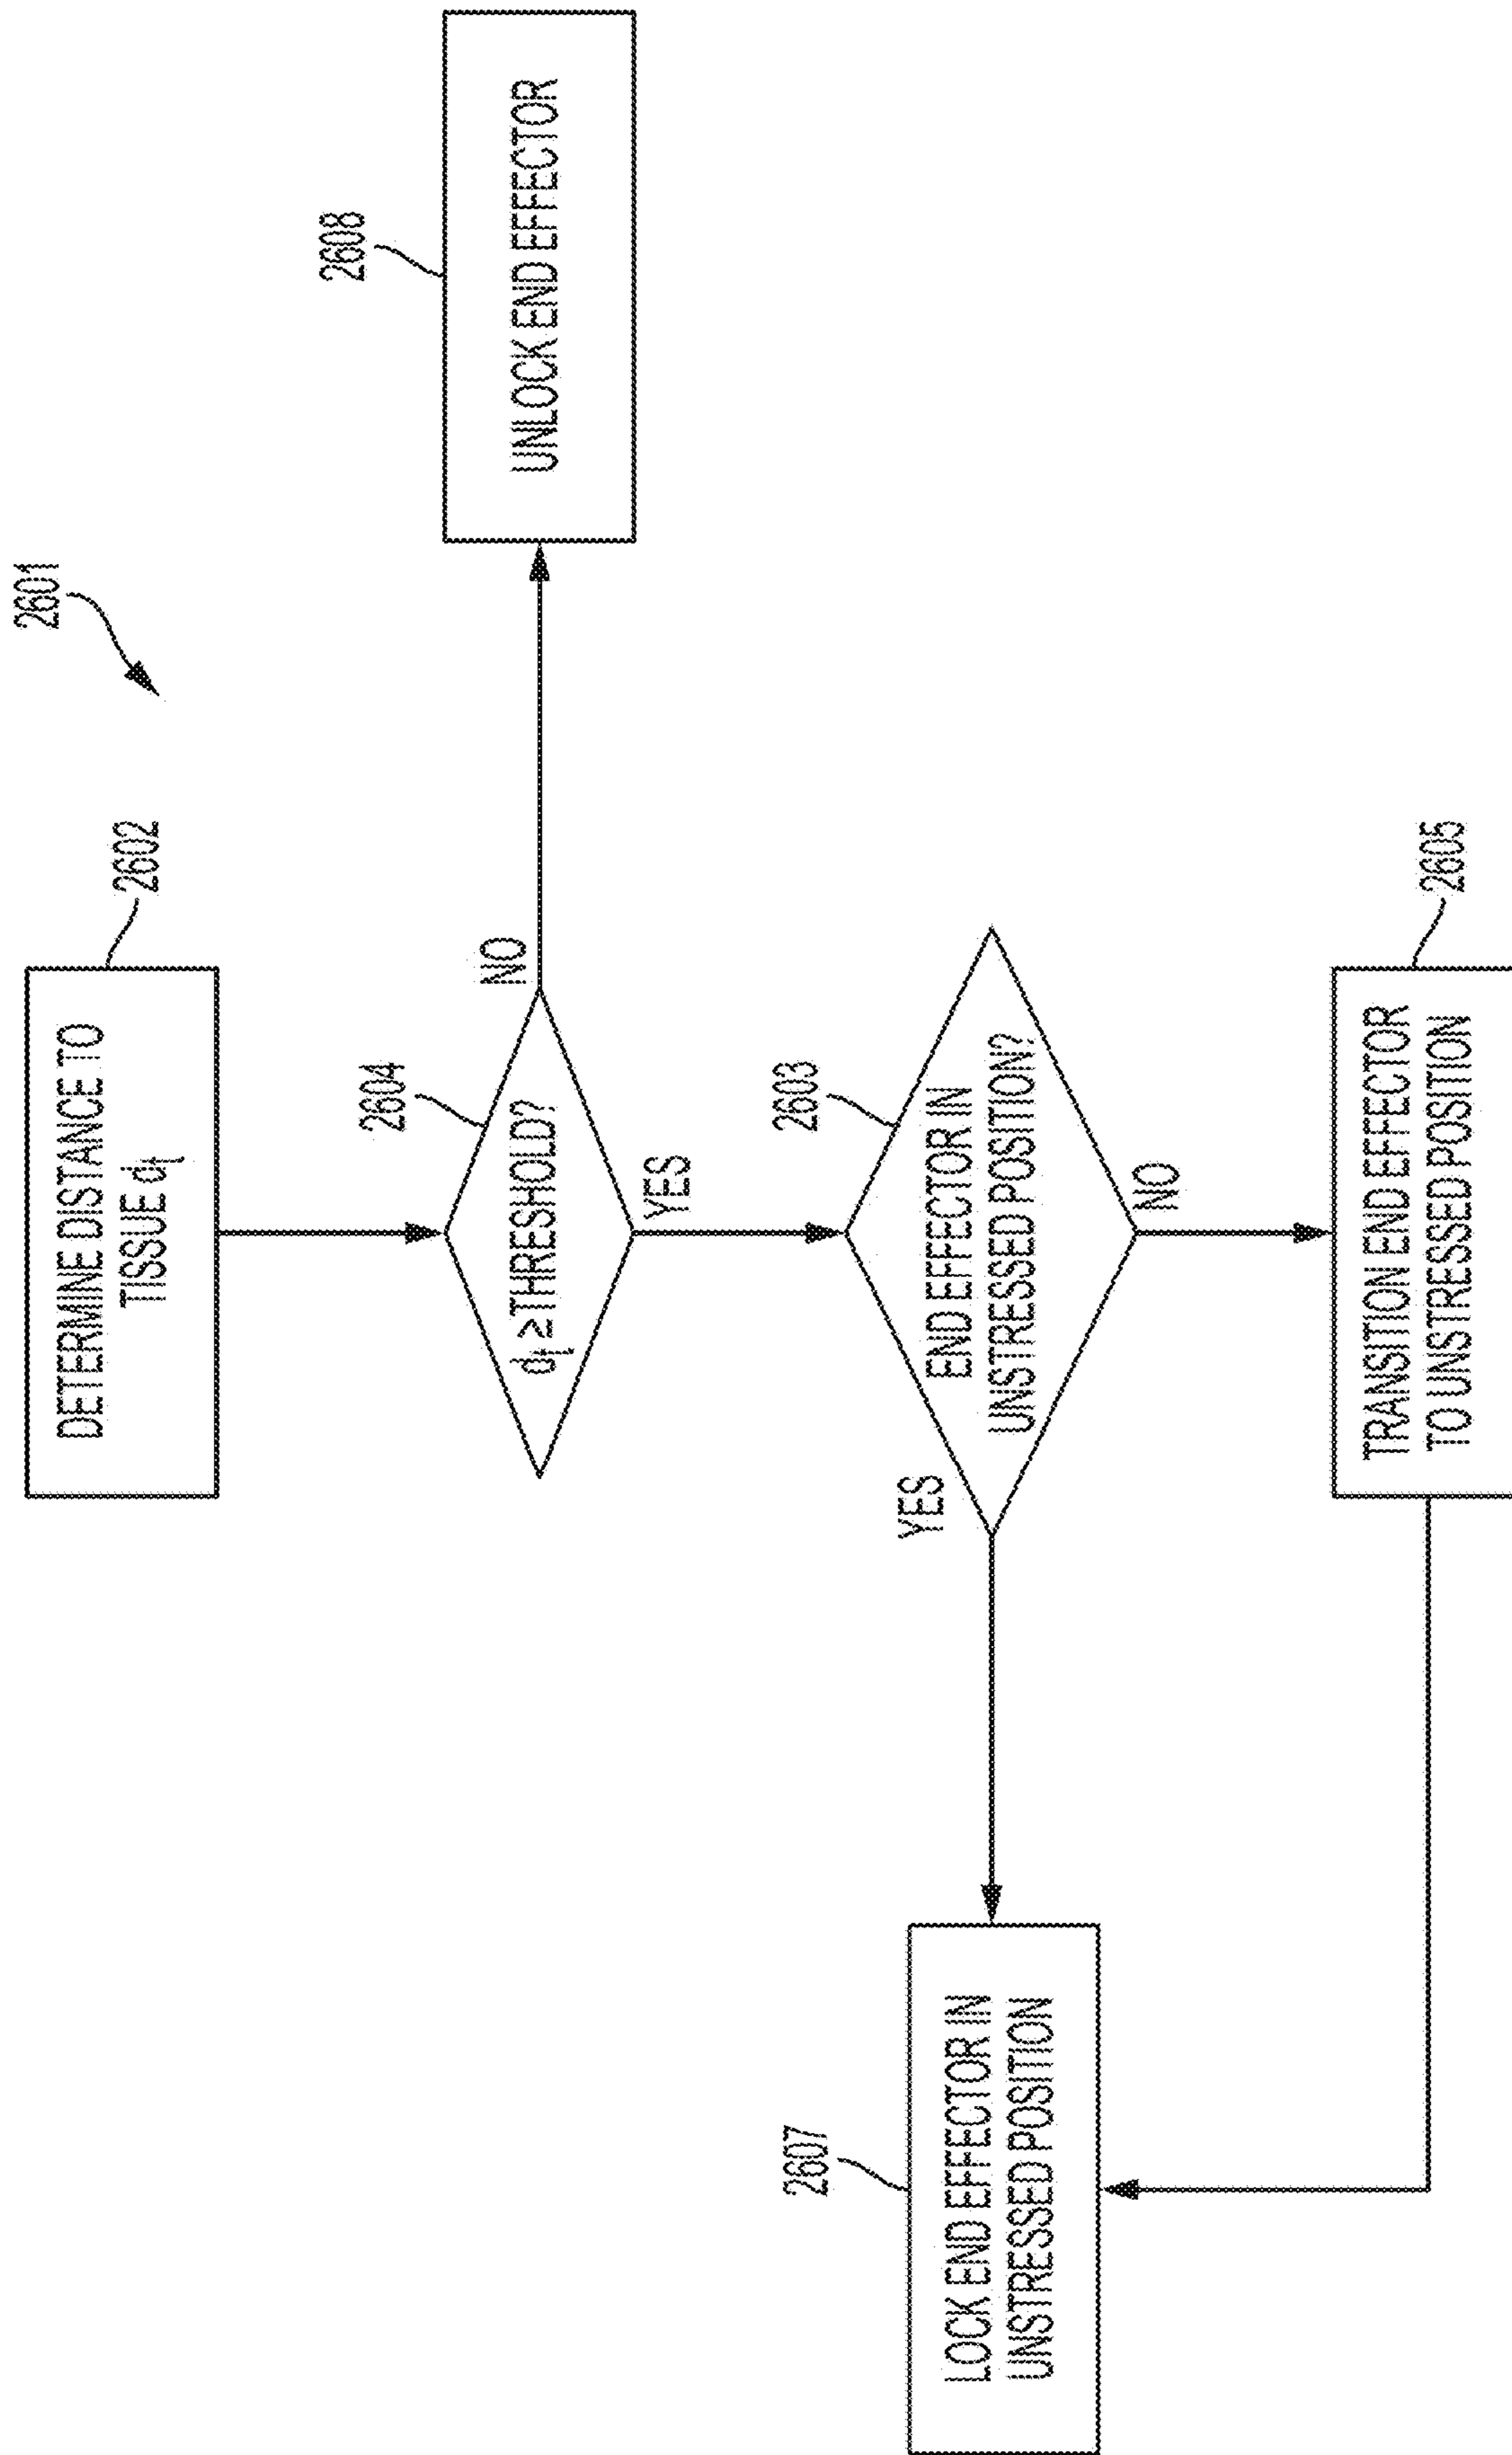 2601
DETERMINE DISTANCE TO
TISSUE dt
2602
2604
dt ≥ THRESHOLD?
NO
YES
2608
UNLOCK END EFFECTOR
2603
END EFFECTOR IN
UNSTRESSED POSITION?
YES
NO
2607
LOCK END EFFECTOR IN
UNSTRESSED POSITION
TRANSITION END EFFECTOR
TO UNSTRESSED POSITION
2605